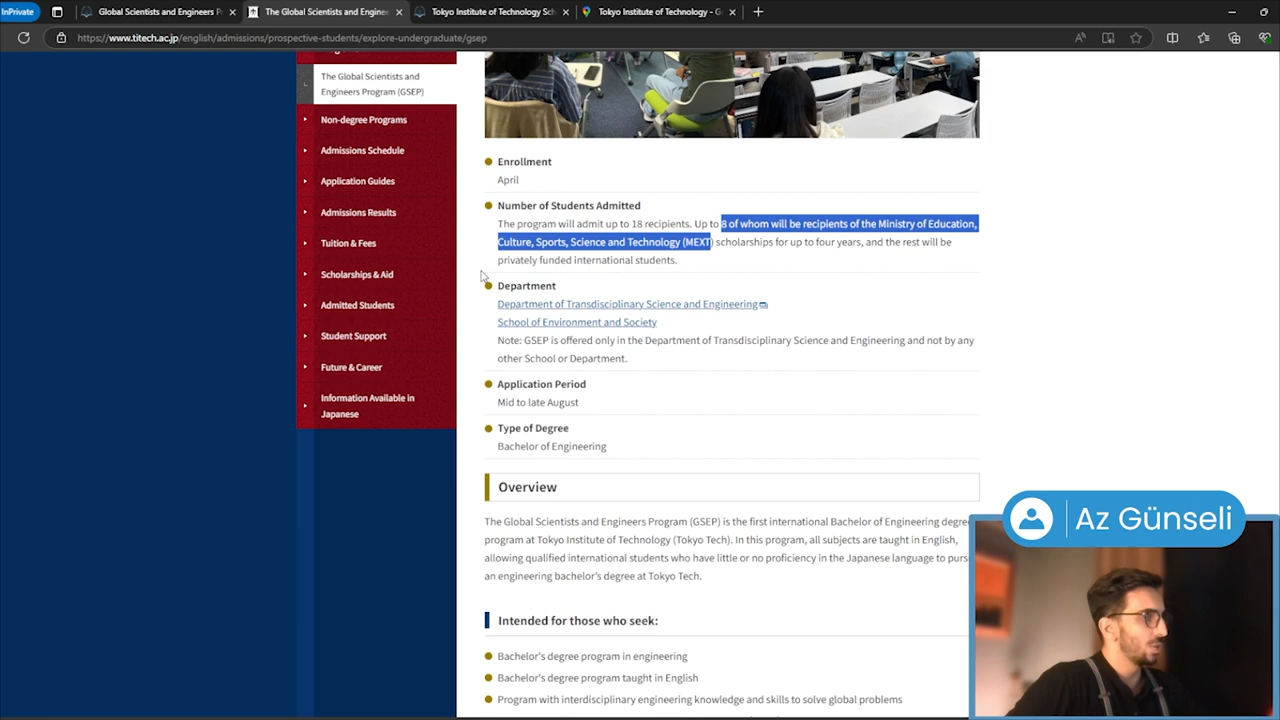 InPrivate
Global Scientists and Engineers P
The Global Scientists and Enginee
Tokyo Institute of Technology Sch
Tokyo Institute of Technology - G
https://www.titech.ac.jp/english/admissions/prospective-students/explore-undergraduate/gsep
The Global Scientists and
Engineers Program (GSEP)
Non-degree Programs
Admissions Schedule
Application Guides
Admissions Results
Tuition & Fees
Scholarships & Aid
Admitted Students
Student Support
Future & Career
Information Available in
Japanese
Enrollment
April
Number of Students Admitted
The program will admit up to 18 recipients. Up to 8 of whom will be recipients of the Ministry of Education,
Culture, Sports, Science and Technology (MEXT) scholarships for up to four years, and the rest will be
privately funded international students.
Department
Department of Transdisciplinary Science and Engineering
School of Environment and Society
Note: GSEP is offered only in the Department of Transdisciplinary Science and Engineering and not by any
other School or Department.
Application Period
Mid to late August
Type of Degree
Bachelor of Engineering
Overview
The Global Scientists and Engineers Program (GSEP) is the first international Bachelor of Engineering degre
program at Tokyo Institute of Technology (Tokyo Tech). In this program, all subjects are taught in English,
allowing qualified international students who have little or no proficiency in the Japanese language to purs
an engineering bachelor's degree at Tokyo Tech.
Intended for those who seek:
Bachelor's degree program in engineering
Bachelor's degree program taught in English
Program with interdisciplinary engineering knowledge and skills to solve global problems
Az Günseli